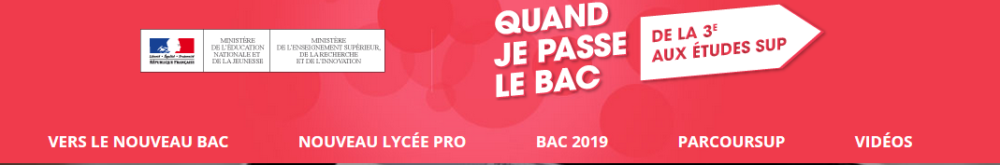 Liberté • Égalité • Fraternité
RÉPUBLIQUE FRANÇAISE
MINISTÈRE
DE L'ÉDUCATION
NATIONALE ET
DE LA JEUNESSE
MINISTÈRE
DE L'ENSEIGNEMENT SUPÉRIEUR,
DE LA RECHERCHE
ET DE L'INNOVATION
QUAND
JE PASSE
LE BAC
DE LA 3E
AUX ÉTUDES SUP
VERS LE NOUVEAU BAC
NOUVEAU LYCÉE PRO
BAC 2019
PARCOURSUP
VIDÉOS